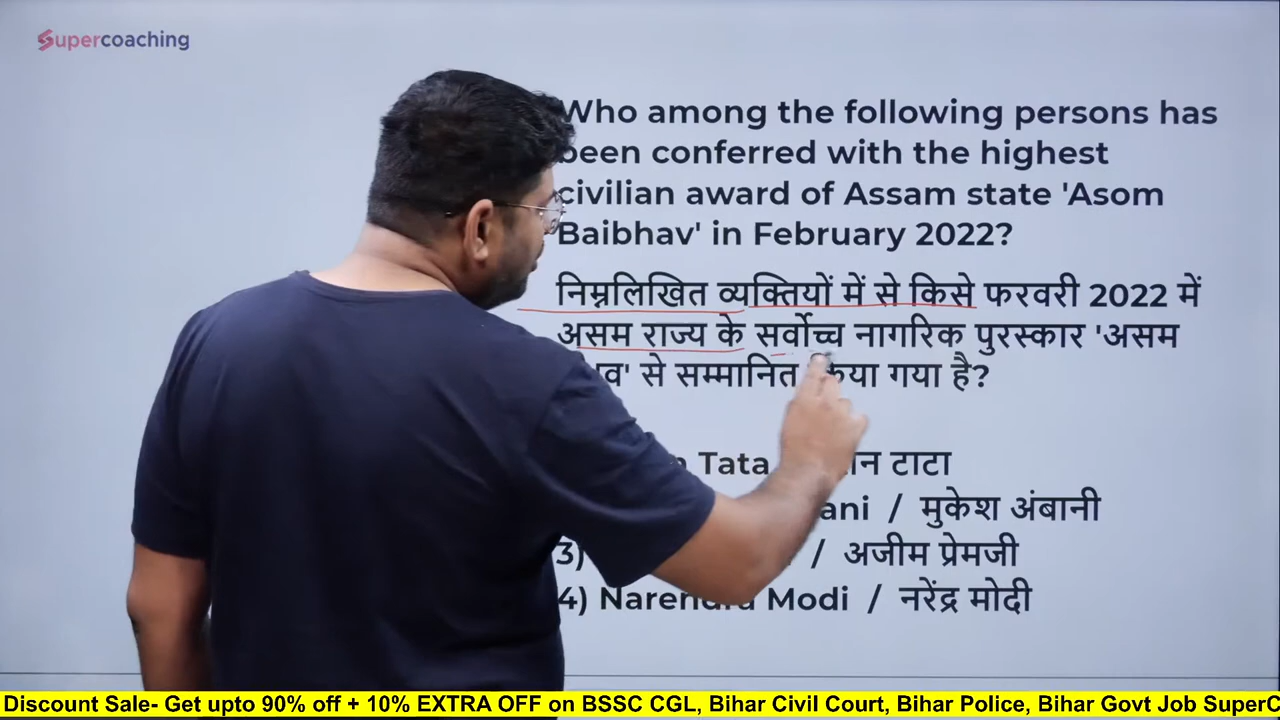 Supercoaching
Who among the following persons has
been conferred with the highest
civilian award of Assam state 'Asom
Baibhav' in February 2022?
निम्नलिखित व्यक्तियों में से किसे फरवरी 2022 में
असम राज्य के सर्वोच्च नागरिक पुरस्कार 'असम
से सम्मानित किया गया है?
Tata टाटा
/ मुकेश अंबानी
3) / अजीम प्रेमजी
4) Narendra Modi / नरेंद्र मोदी
Discount Sale- Get upto 90% off + 10% EXTRA OFF on BSSC CGL, Bihar Civil Court, Bihar Police, Bihar Govt Job